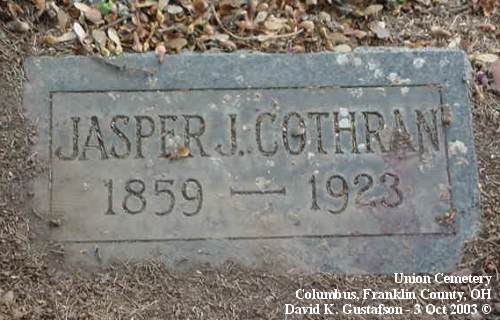 JASPER J. COTHRAN
1859 — 1923
Union Cemetery
Columbus, Franklin County, OH
David K. Gustafson - 3 Oct 2003 ©